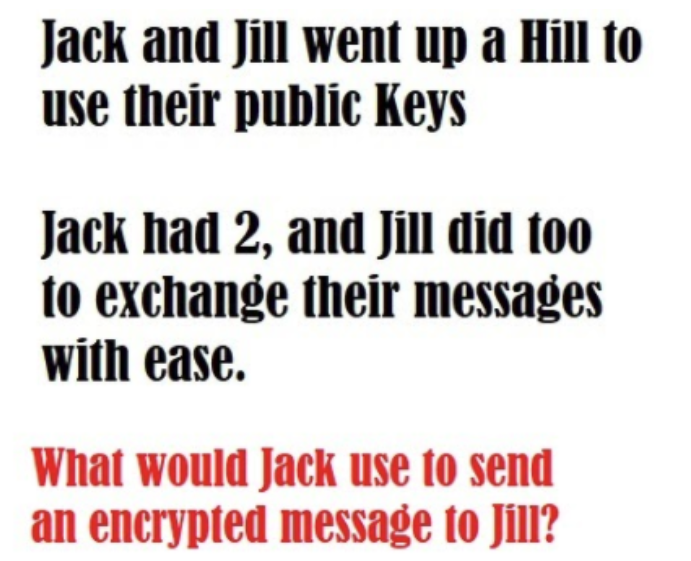 Jack and Jill went up a Hill to
use their public Keys
Jack had 2, and Jill did too
to exchange their messages
with ease.
What would Jack use to send
an encrypted message to Jill?